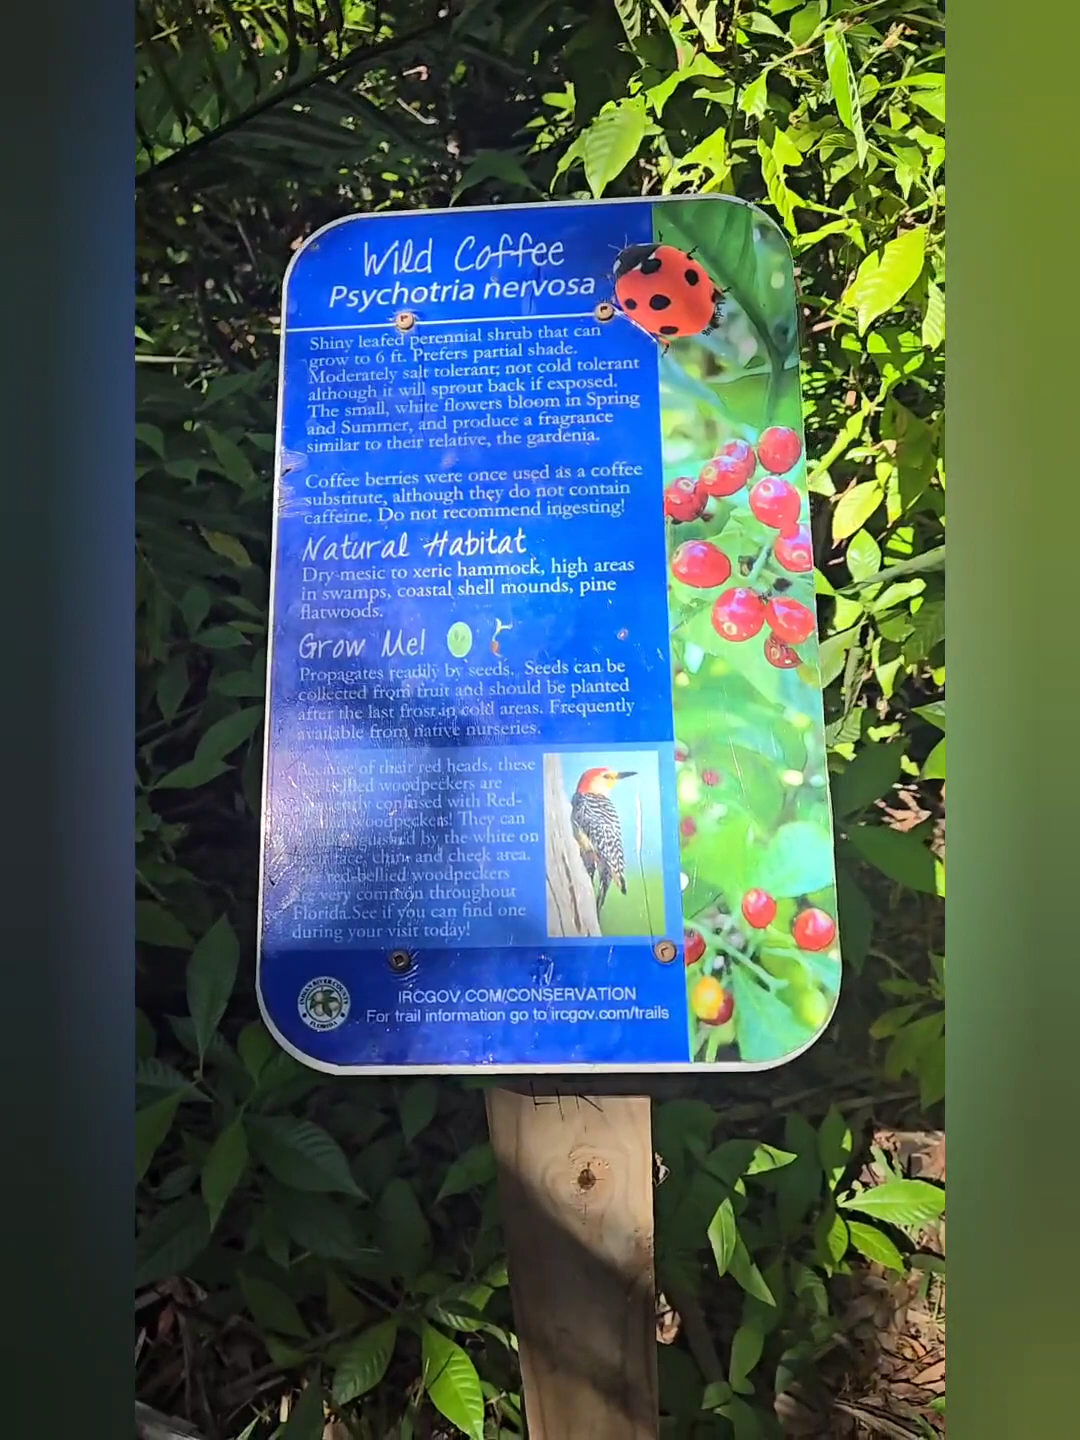 Wild Coffee
Psychotria nervosa
Shiny leafed perennial shrub that can
grow to 6 ft. Prefers partial shade.
Moderately salt tolerant; not cold tolerant
although it will sprout back if exposed.
The small, white flowers bloom in Spring
and Summer, and produce a fragrance
similar to their relative, the gardenia.
Coffee berries were once used as a coffee
substitute, although they do not contain
caffeine. Do not recommend ingesting!
Natural Habitat
Dry-mesic to xeric hammock, high areas
in swamps, coastal shell mounds, pine
flatwoods.
Grow Me!
Propagates readily by seeds. Seeds can be
collected from fruit and should be planted
after the last frost in cold areas. Frequently
available from native nurseries.
Because of their red heads, these
bellied woodpeckers are
frequently confused with Red-
woodpeckers! They can
by the white on
their face, chin, and cheek area.
red-bellied woodpeckers
are very common throughout
Florida.See if you can find one
during your visit today!
INDIAN RIVER COUNTY
FLORIDA
IRCGOV.COM/CONSERVATION
For trail information go to ircgov.com/trails